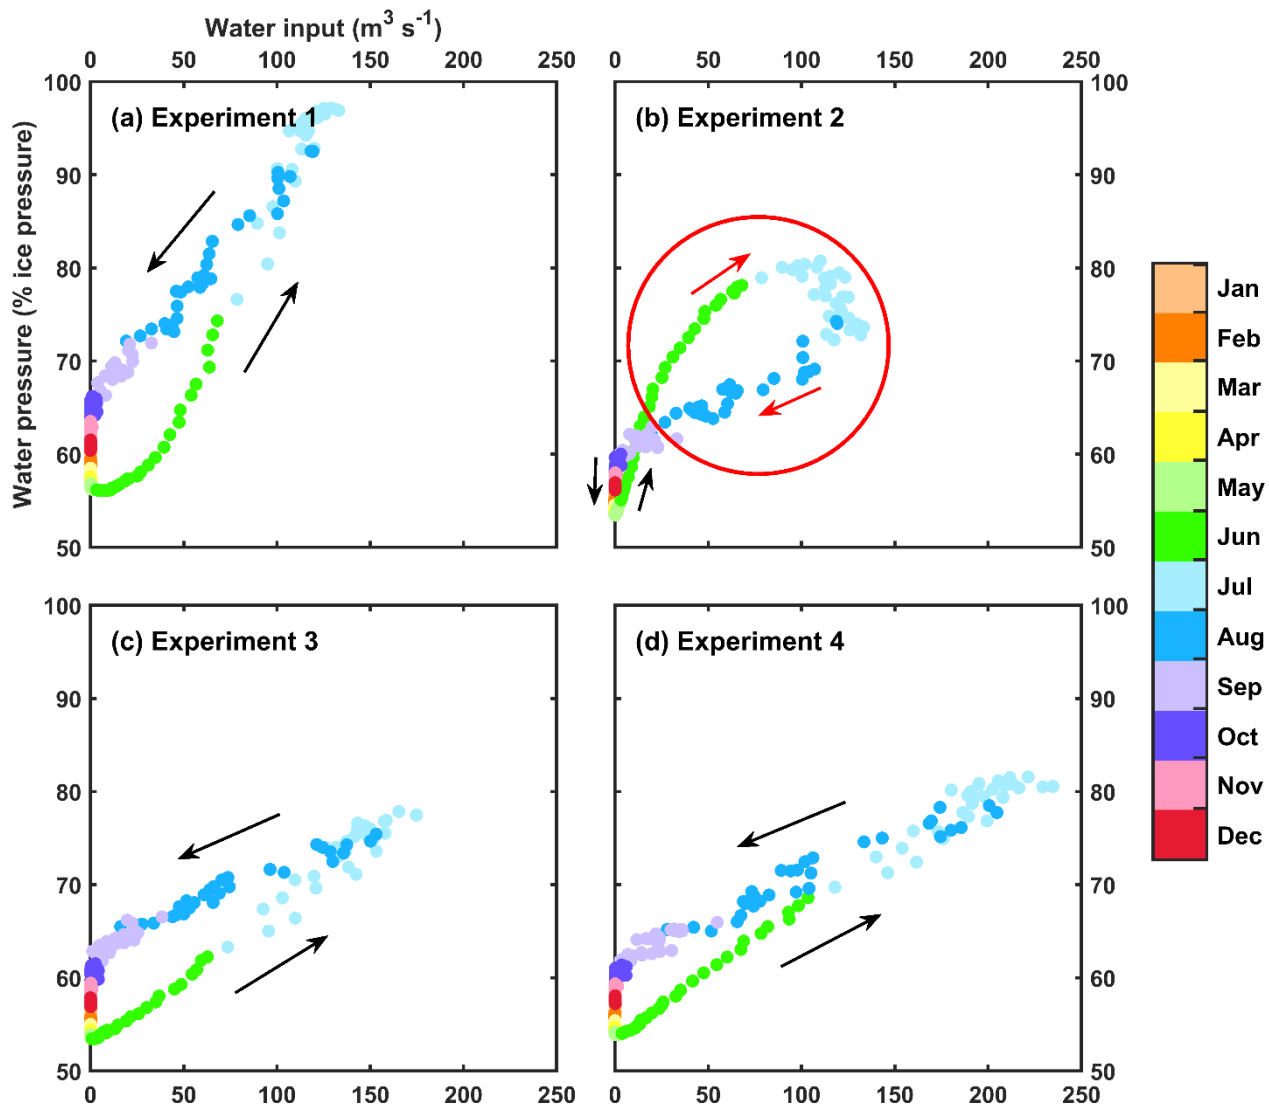 Water input (m³ s⁻¹)
0 50 100 150 200 250
0 50 100 150 200 250
Water pressure (% ice pressure)
100
90
80
70
60
50
(a) Experiment 1
(b) Experiment 2
100
90
80
70
60
50
100
90
80
70
60
50
(c) Experiment 3
(d) Experiment 4
100
90
80
70
60
50
0 50 100 150 200 250
0 50 100 150 200 250
Jan
Feb
Mar
Apr
May
Jun
Jul
Aug
Sep
Oct
Nov
Dec